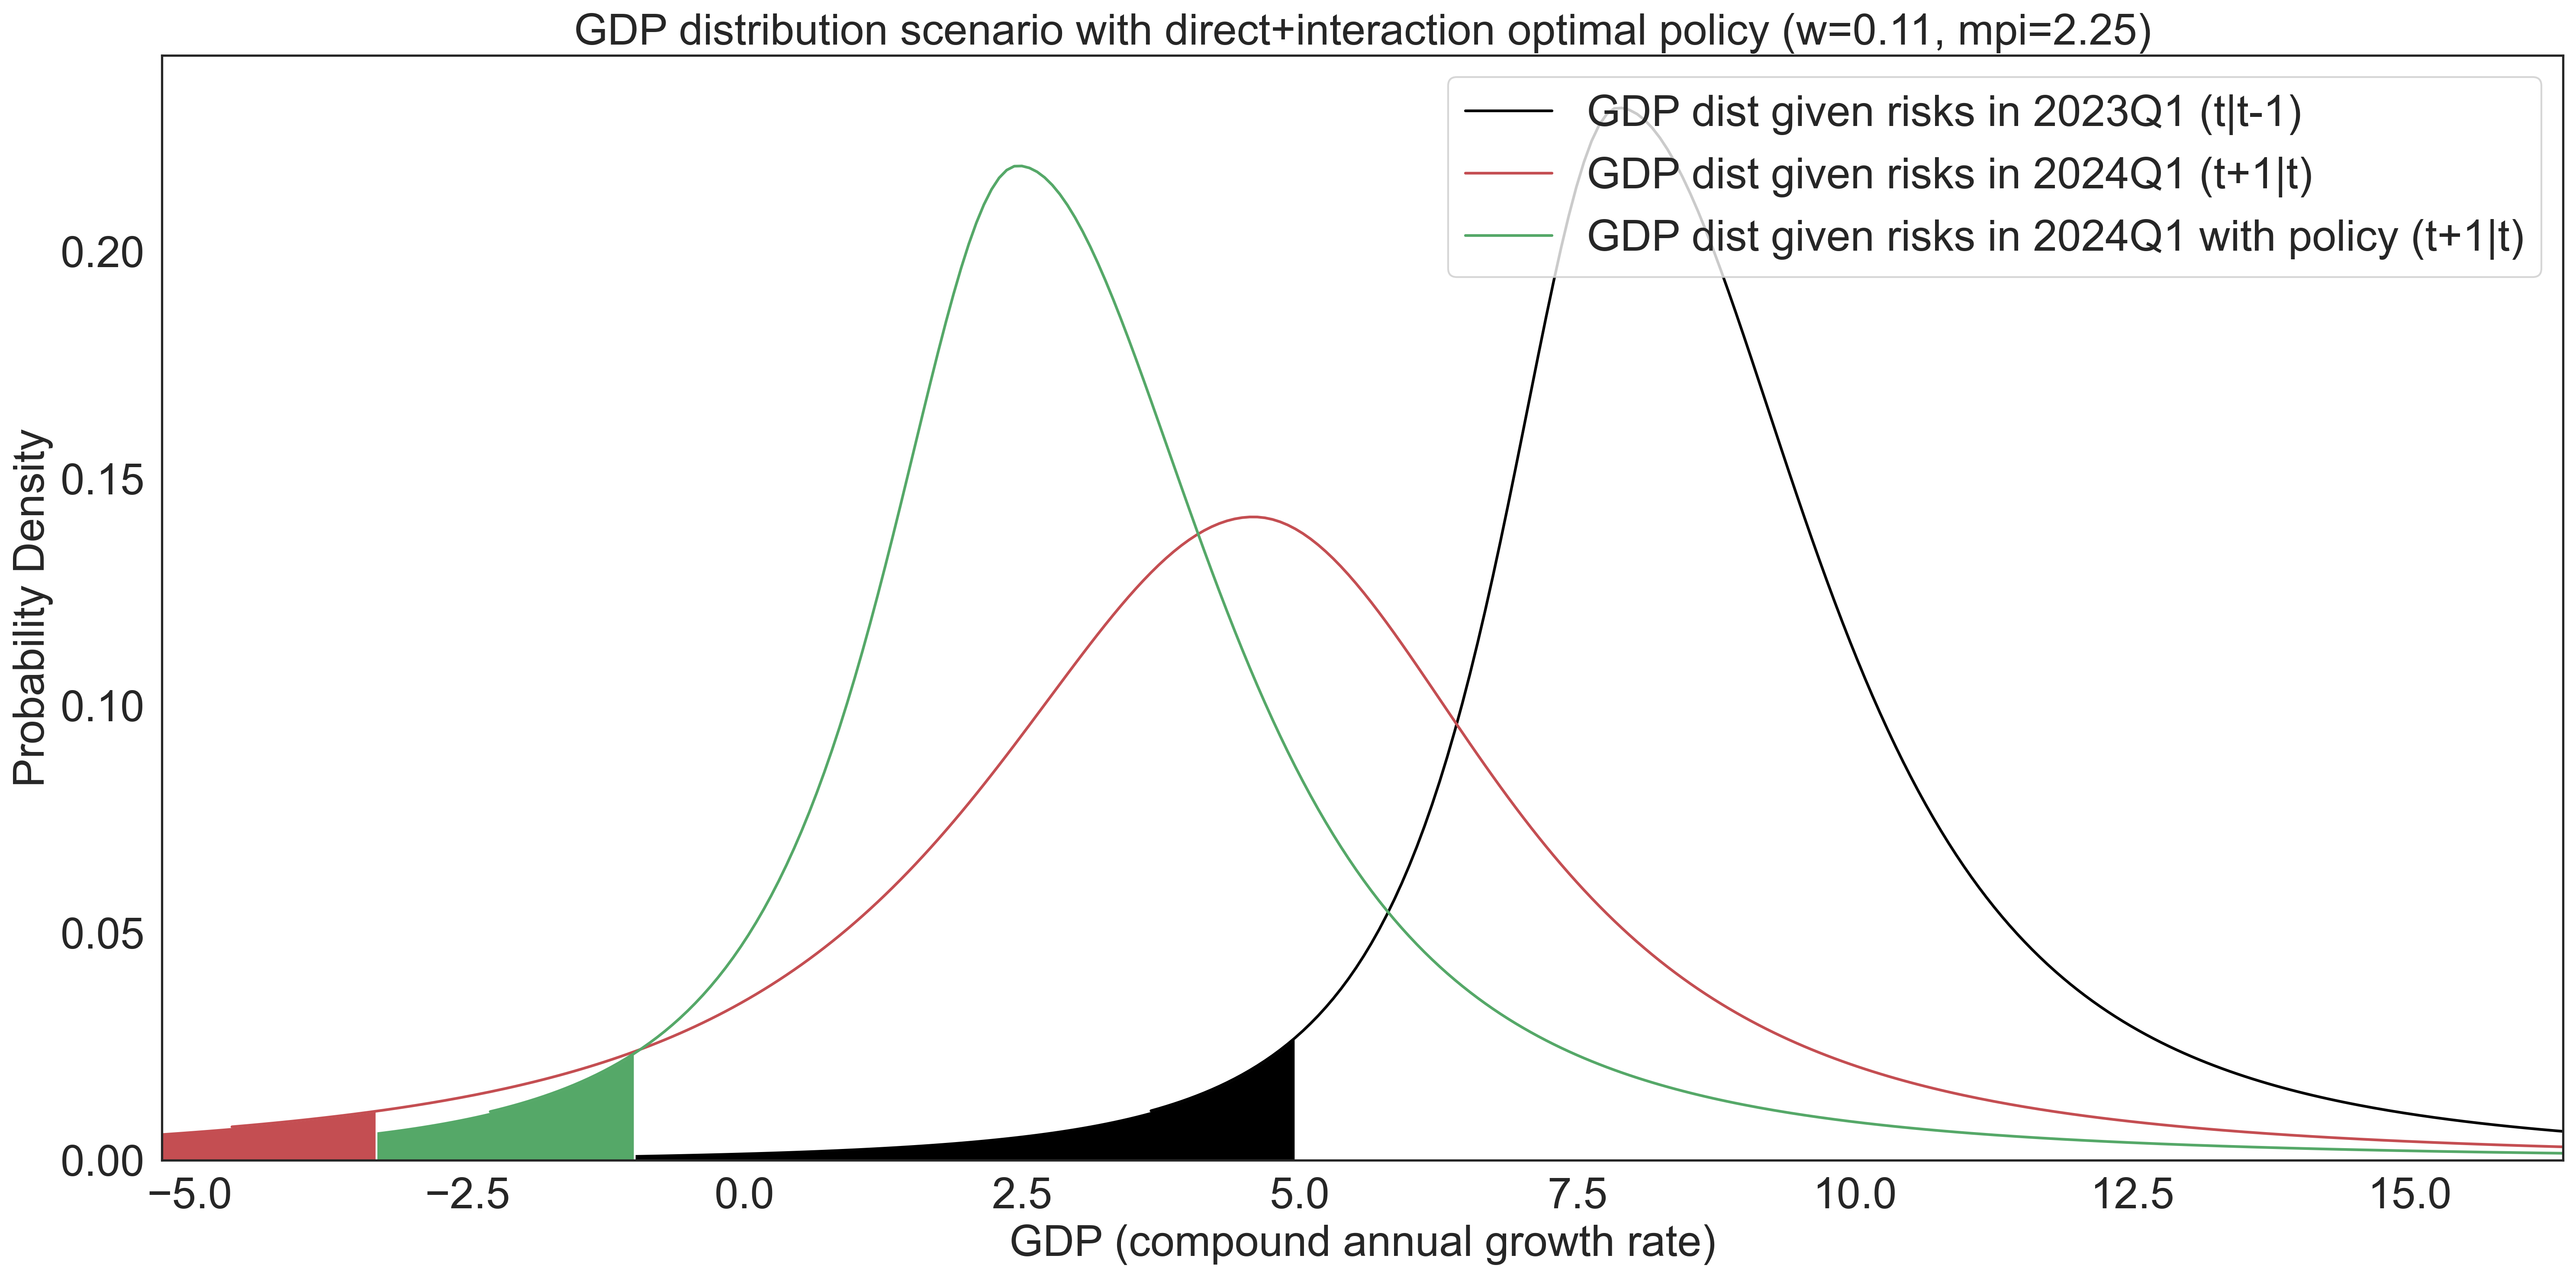 GDP distribution scenario with direct+interaction optimal policy (w=0.11, mpi=2.25)
GDP dist given risks in 2023Q1 (t|t-1)
GDP dist given risks in 2024Q1 (t+1|t)
GDP dist given risks in 2024Q1 with policy (t+1|t)
Probability Density
0.20
0.15
0.10
0.05
0.00
−5.0 −2.5 0.0 2.5 5.0 7.5 10.0 12.5 15.0
GDP (compound annual growth rate)